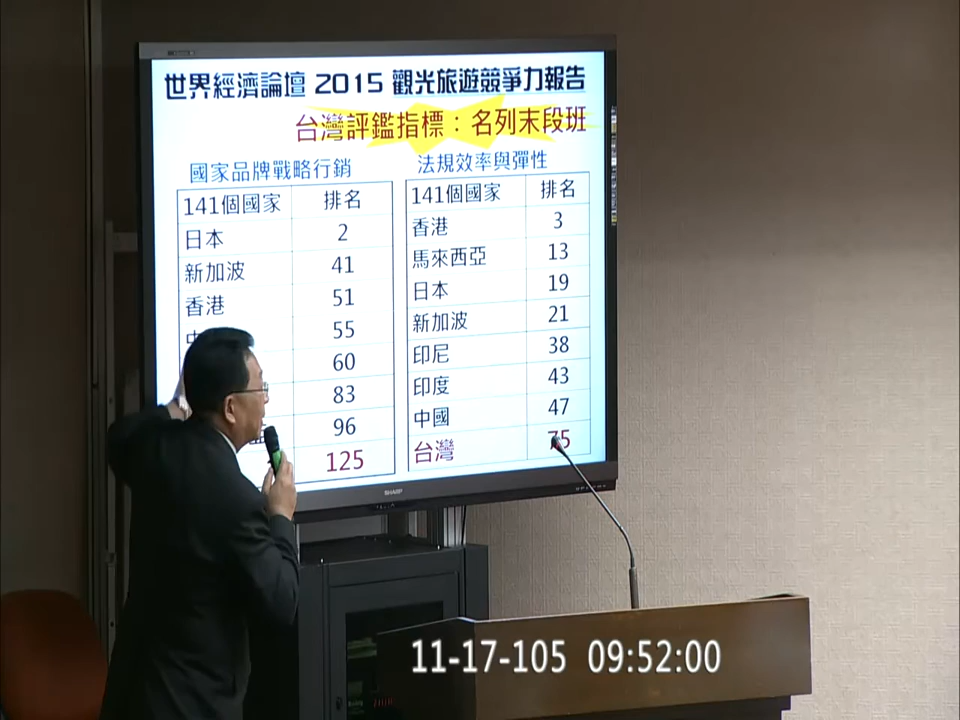 世界經濟論壇 2015 觀光旅遊競爭力報告
台灣評鑑指標：名列末段班
國家品牌戰略行銷
141個國家 排名
日本 2
新加波 41
香港 51
55
60
83
96
125
法規效率與彈性
141個國家 排名
香港 3
馬來西亞 13
日本 19
新加波 21
印尼 38
印度 43
中國 47
台灣 75
SHARP
11-17-105 09:52:00